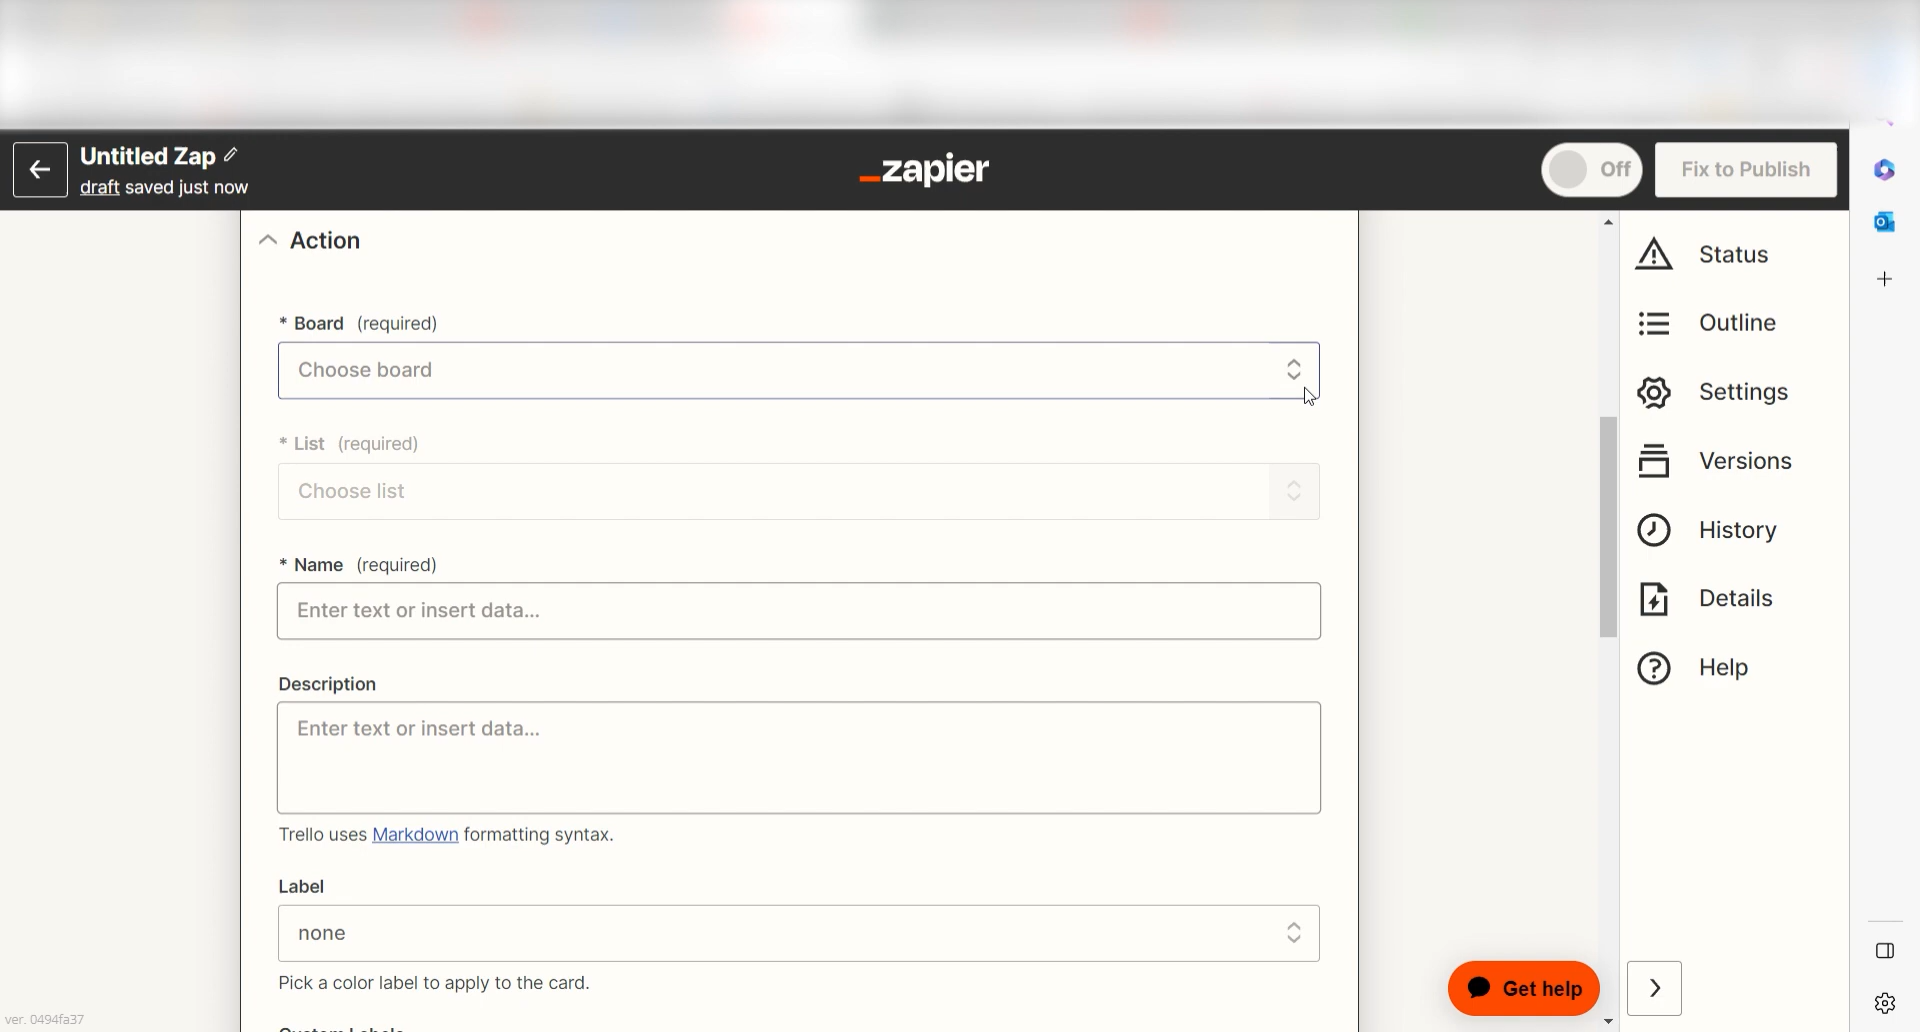 Untitled Zap
draft saved just now
zapier
Off
Fix to Publish
Action
* Board (required)
Choose board
* List (required)
Choose list
* Name (required)
Enter text or insert data...
Description
Enter text or insert data...
Trello uses Markdown formatting syntax.
Label
none
Pick a color label to apply to the card.
Status
Outline
Settings
Versions
History
Details
Help
Get help
ver. 0494fa37